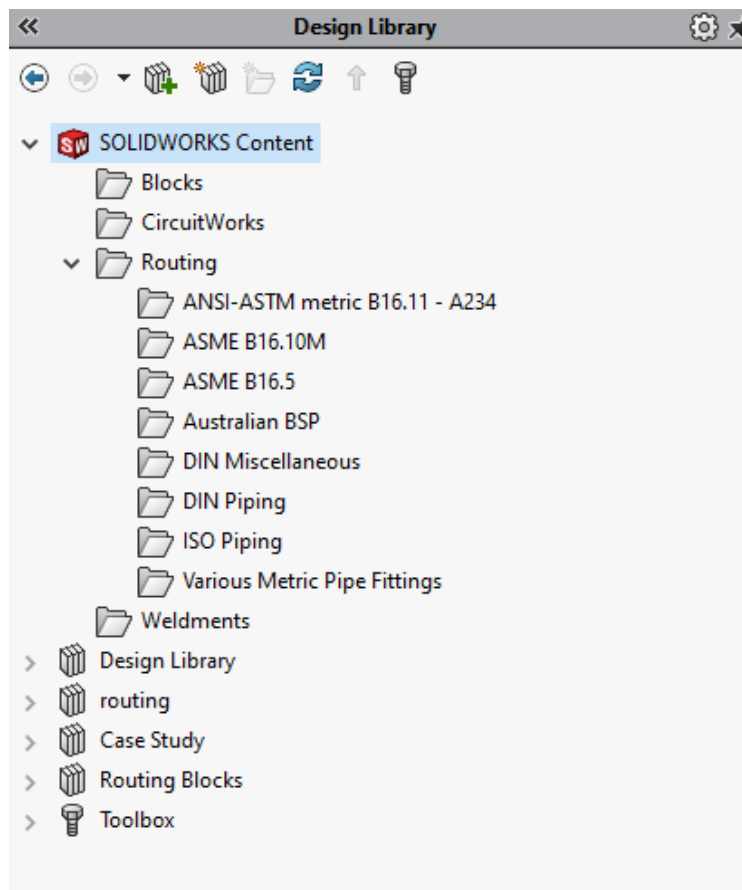 Design Library
SW SOLIDWORKS Content
Blocks
CircuitWorks
Routing
ANSI-ASTM metric B16.11 - A234
ASME B16.10M
ASME B16.5
Australian BSP
DIN Miscellaneous
DIN Piping
ISO Piping
Various Metric Pipe Fittings
Weldments
Design Library
routing
Case Study
Routing Blocks
Toolbox